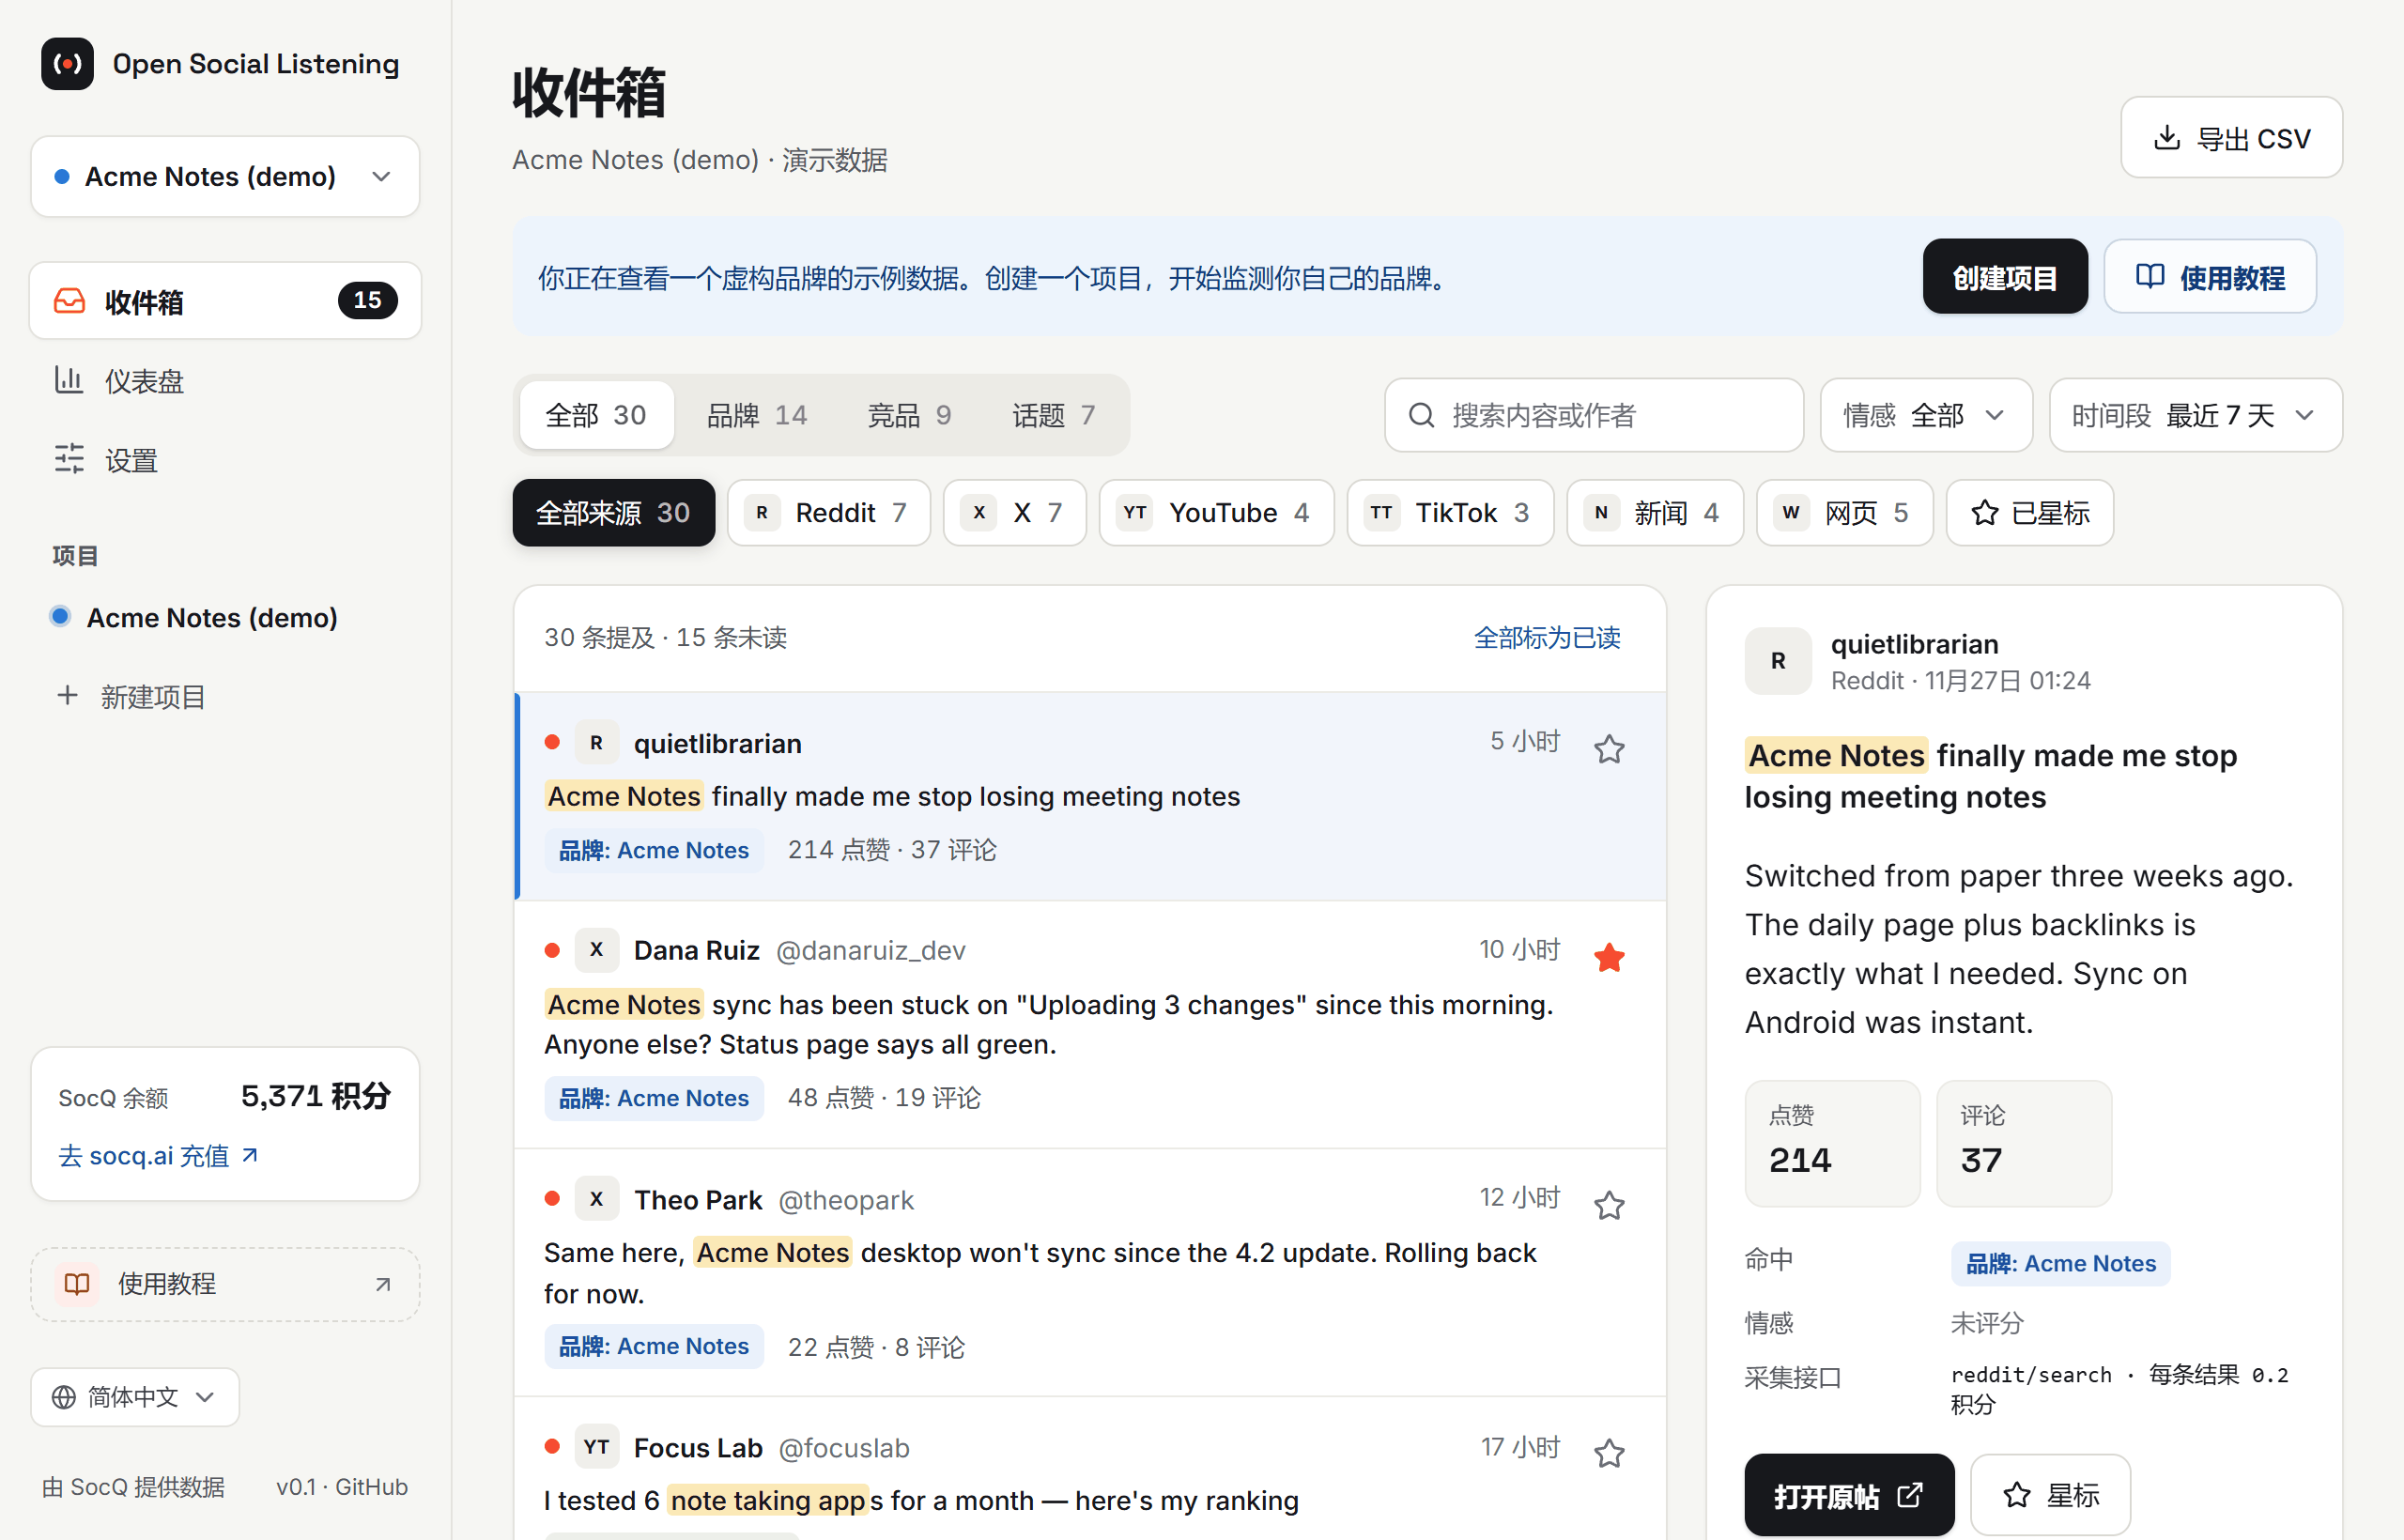 Open Social Listening
Acme Notes (demo)
收件箱 15
仪表盘
设置
项目
Acme Notes (demo)
新建项目
SocQ 余额 5,371 积分
去 socq.ai 充值
使用教程
简体中文
由 SocQ 提供数据 v0.1 · GitHub
收件箱
Acme Notes (demo) · 演示数据
导出 CSV
你正在查看一个虚构品牌的示例数据。创建一个项目，开始监测你自己的品牌。
创建项目
使用教程
全部 30 品牌 14 竞品 9 话题 7
搜索内容或作者
情感 全部
时间段 最近 7 天
全部来源 30
R Reddit 7
X X 7
YT YouTube 4
TT TikTok 3
N 新闻 4
W 网页 5
已星标
30 条提及 · 15 条未读 全部标为已读
R quietlibrarian 5 小时
Acme Notes finally made me stop losing meeting notes
品牌: Acme Notes 214 点赞 · 37 评论
X Dana Ruiz @danaruiz_dev 10 小时
Acme Notes sync has been stuck on "Uploading 3 changes" since this morning.
Anyone else? Status page says all green.
品牌: Acme Notes 48 点赞 · 19 评论
X Theo Park @theopark 12 小时
Same here, Acme Notes desktop won't sync since the 4.2 update. Rolling back
for now.
品牌: Acme Notes 22 点赞 · 8 评论
YT Focus Lab @focuslab 17 小时
I tested 6 note taking apps for a month — here's my ranking
R quietlibrarian
Reddit · 11月27日 01:24
Acme Notes finally made me stop
losing meeting notes
Switched from paper three weeks ago.
The daily page plus backlinks is
exactly what I needed. Sync on
Android was instant.
点赞 评论
214 37
命中 品牌: Acme Notes
情感 未评分
采集接口 reddit/search · 每条结果 0.2
积分
打开原帖 星标